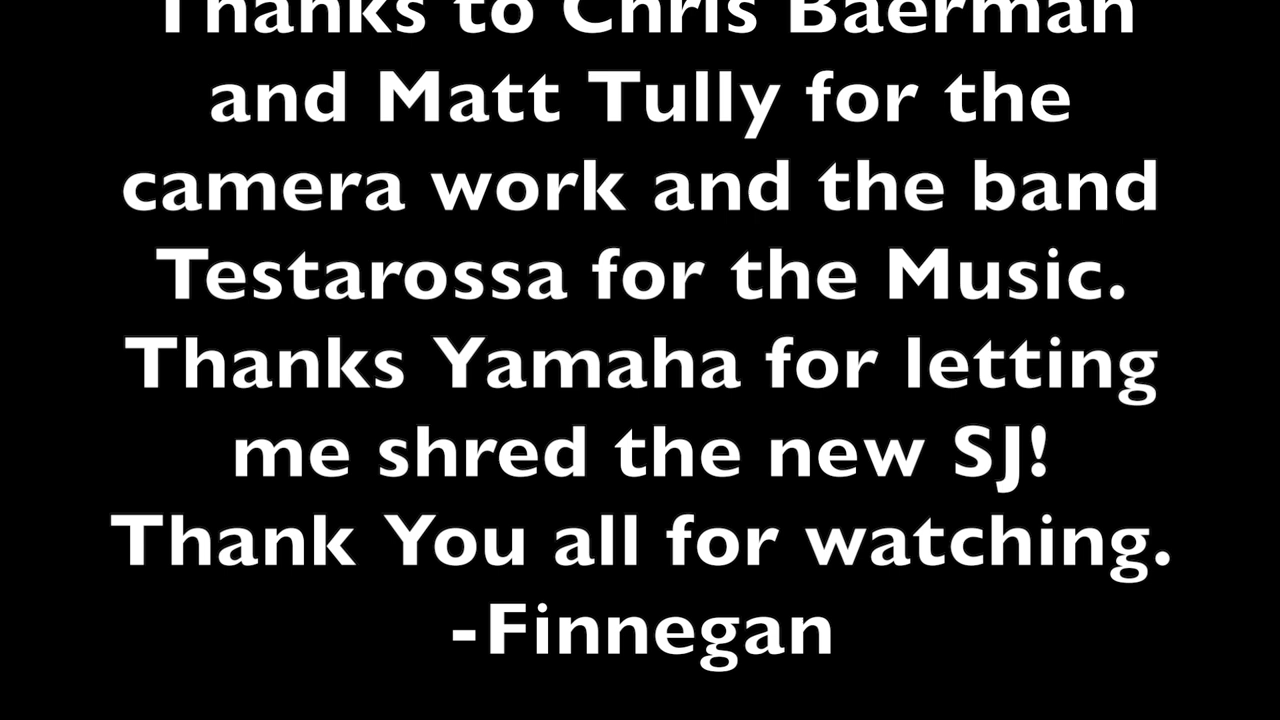 Thanks to Chris Baerman
and Matt Tully for the
camera work and the band
Testarossa for the Music.
Thanks Yamaha for letting
me shred the new SJ!
Thank You all for watching.
-Finnegan